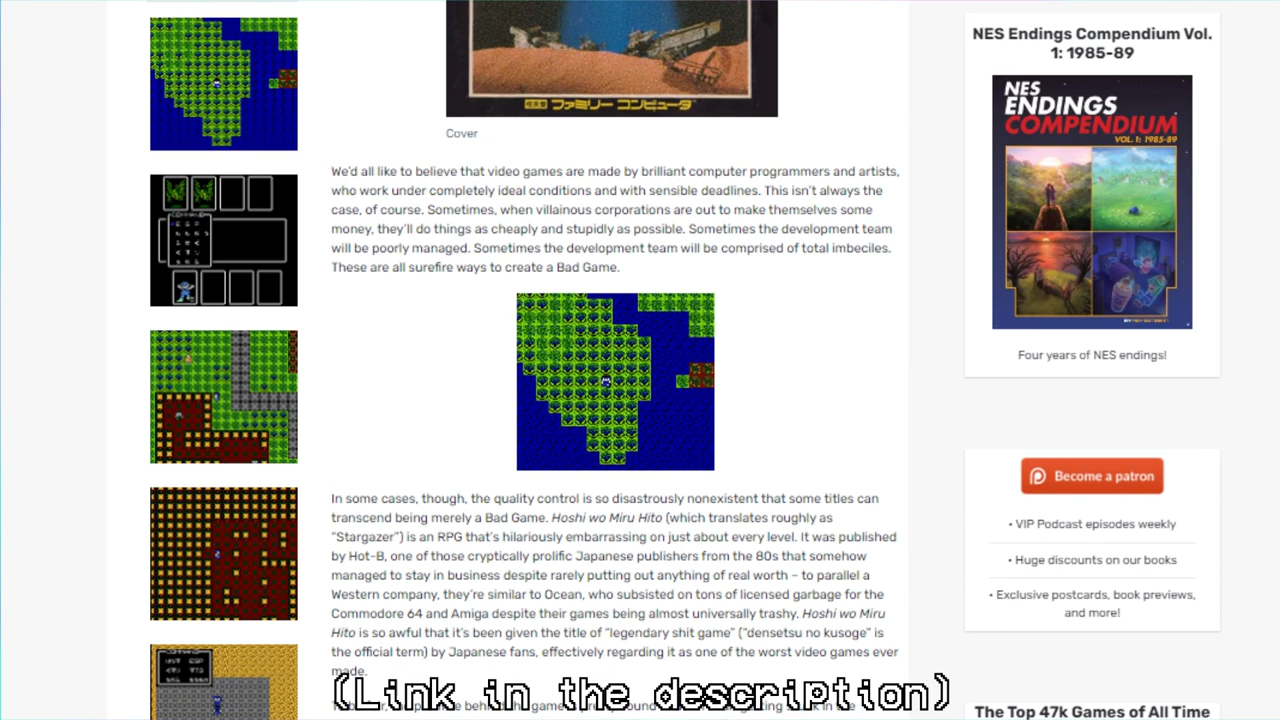 ファミリー コンピュータ
Cover
We'd all like to believe that video games are made by brilliant computer programmers and artists,
who work under completely ideal conditions and with sensible deadlines. This isn't always the
case, of course. Sometimes, when villainous corporations are out to make themselves some
money, they'll do things as cheaply and stupidly as possible. Sometimes the development team
will be poorly managed. Sometimes the development team will be comprised of total imbeciles.
These are all surefire ways to create a Bad Game.
In some cases, though, the quality control is so disastrously nonexistent that some titles can
transcend being merely a Bad Game. Hoshi wo Miru Hito (which translates roughly as
“Stargazer”) is an RPG that's hilariously embarrassing on just about every level. It was published
by Hot-B, one of those cryptically prolific Japanese publishers from the 80s that somehow
managed to stay in business despite rarely putting out anything of real worth – to parallel a
Western company, they're similar to Ocean, who subsisted on tons of licensed garbage for the
Commodore 64 and Amiga despite their games being almost universally trashy. Hoshi wo Miru
Hito is so awful that it's been given the title of “legendary shit game” (“densetsu no kusoge” is
the official term) by Japanese fans, effectively regarding it as one of the worst video games ever
made.
(Link in the description)
NES Endings Compendium Vol.
1: 1985-89
NES
ENDINGS
COMPENDIUM
VOL. 1: 1985-89
Four years of NES endings!
Become a patron
• VIP Podcast episodes weekly
• Huge discounts on our books
• Exclusive postcards, book previews,
and more!
The Top 47k Games of All Time